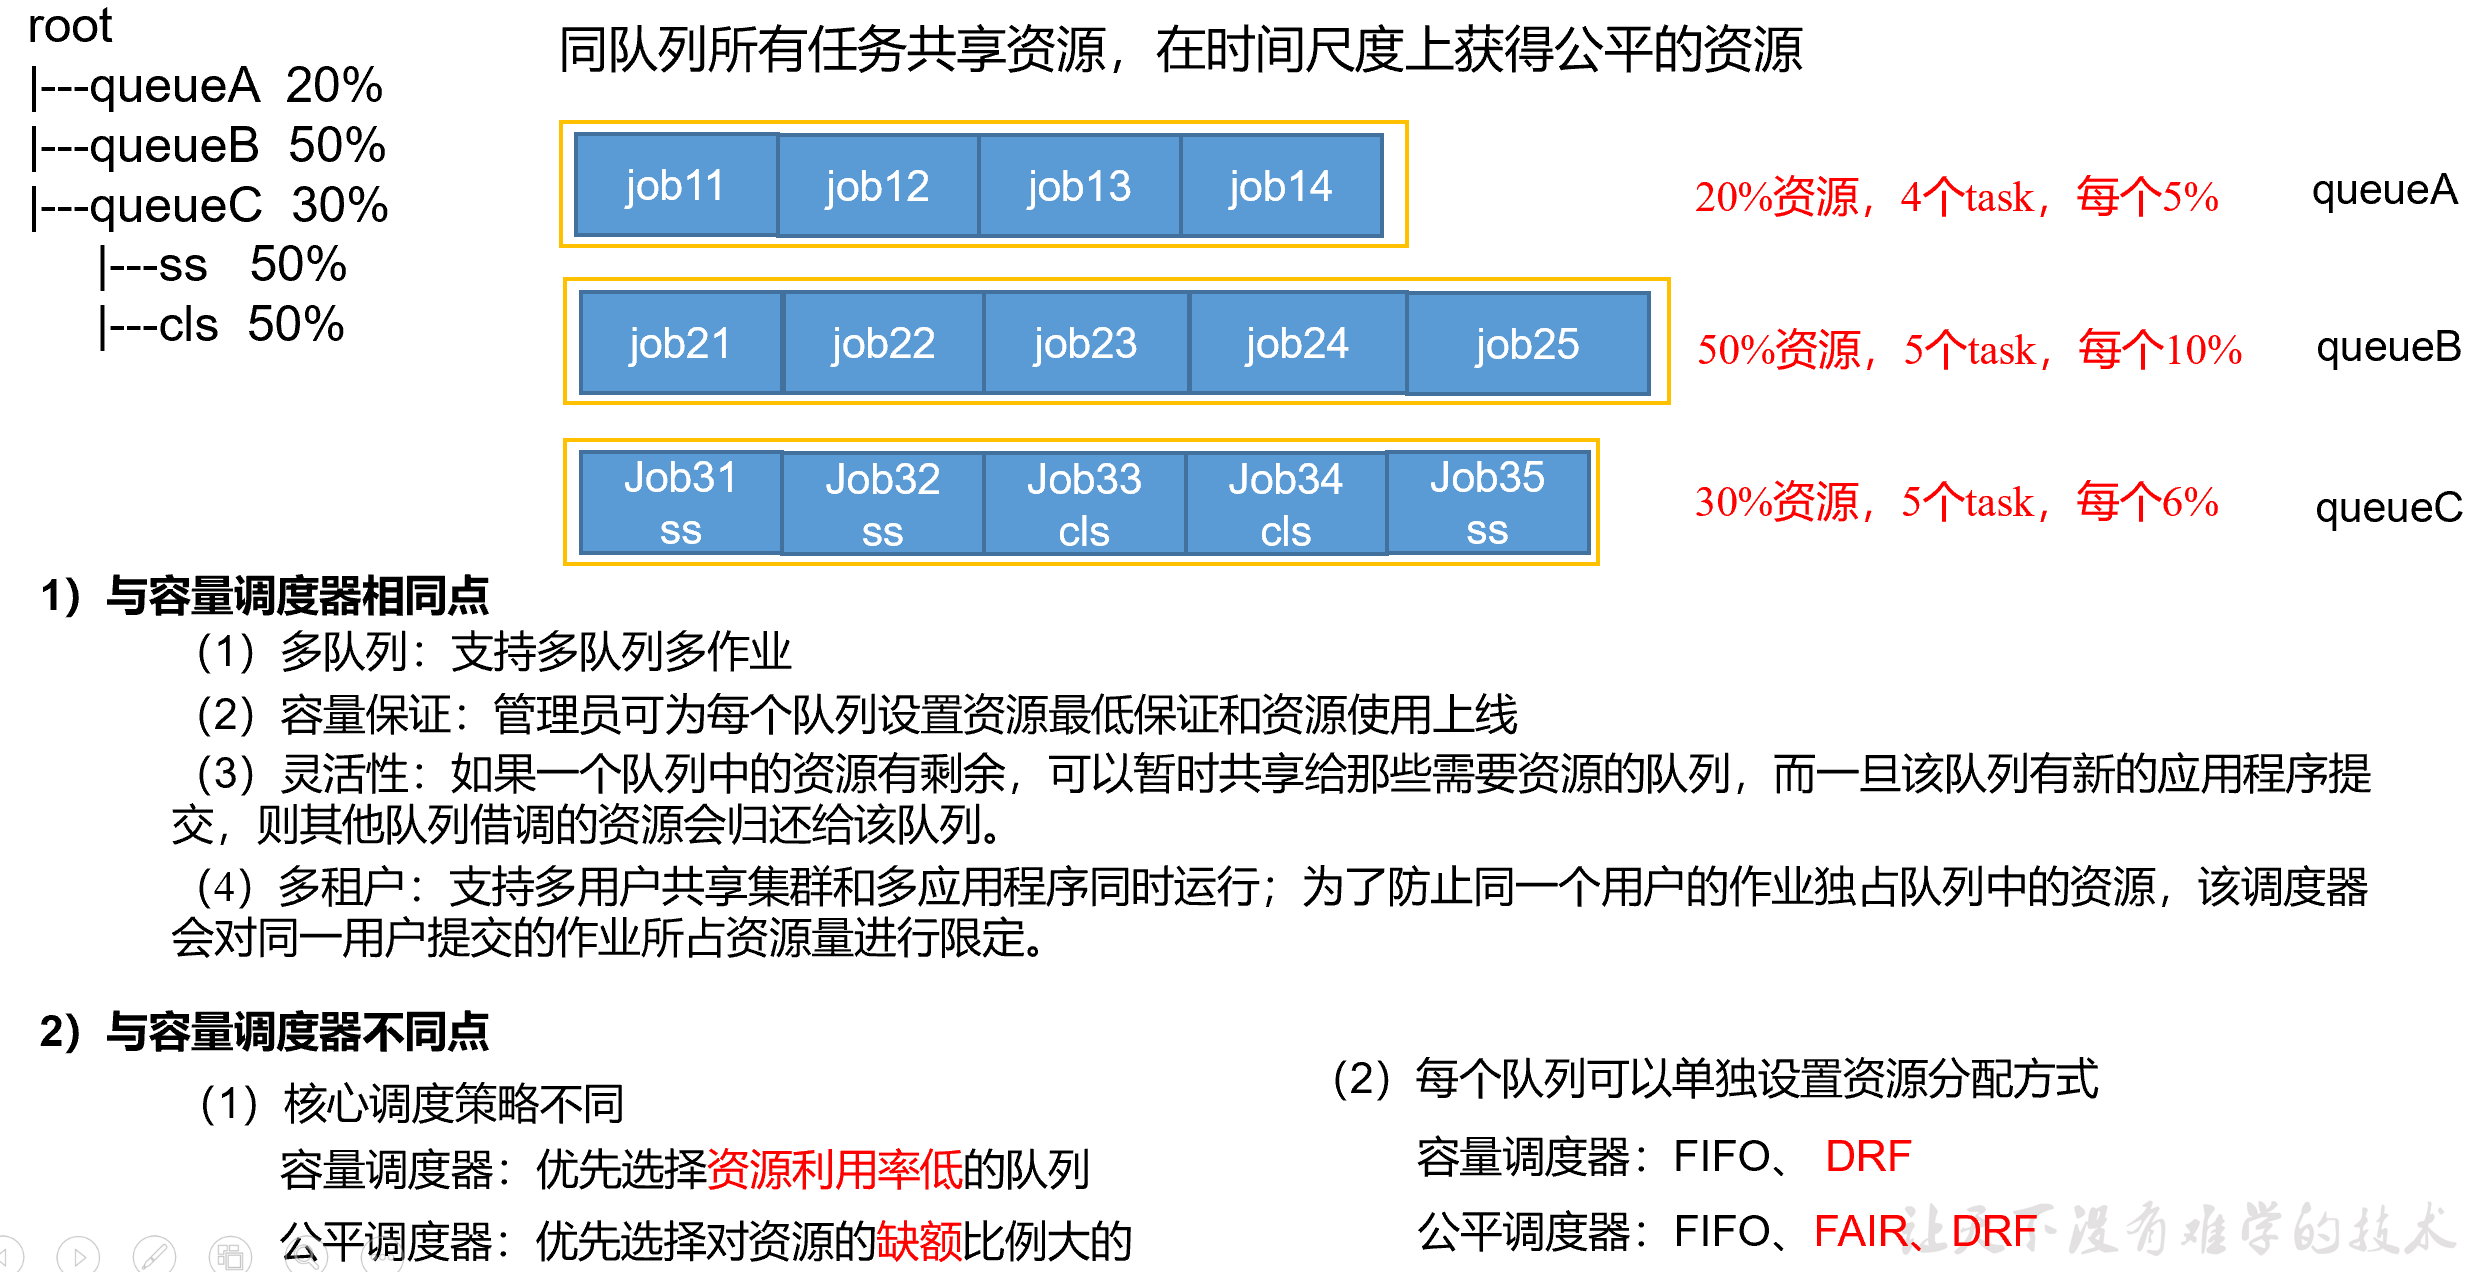 root
|---queueA 20%
|---queueB 50%
|---queueC 30%
|---ss 50%
|---cls 50%
同队列所有任务共享资源，在时间尺度上获得公平的资源
job11 job12 job13 job14
20%资源，4个task，每个5% queueA
job21 job22 job23 job24 job25
50%资源，5个task，每个10% queueB
Job31 Job32 Job33 Job34 Job35
ss ss cls cls ss
30%资源，5个task，每个6% queueC
1）与容量调度器相同点
（1）多队列：支持多队列多作业
（2）容量保证：管理员可为每个队列设置资源最低保证和资源使用上线
（3）灵活性：如果一个队列中的资源有剩余，可以暂时共享给那些需要资源的队列，而一旦该队列有新的应用程序提
交，则其他队列借调的资源会归还给该队列。
（4）多租户：支持多用户共享集群和多应用程序同时运行；为了防止同一个用户的作业独占队列中的资源，该调度器
会对同一用户提交的作业所占资源量进行限定。
2）与容量调度器不同点
（1）核心调度策略不同
容量调度器：优先选择资源利用率低的队列
公平调度器：优先选择对资源的缺额比例大的
（2）每个队列可以单独设置资源分配方式
容量调度器：FIFO、 DRF
公平调度器：FIFO、FAIR、DRF
让天下没有难学的技术